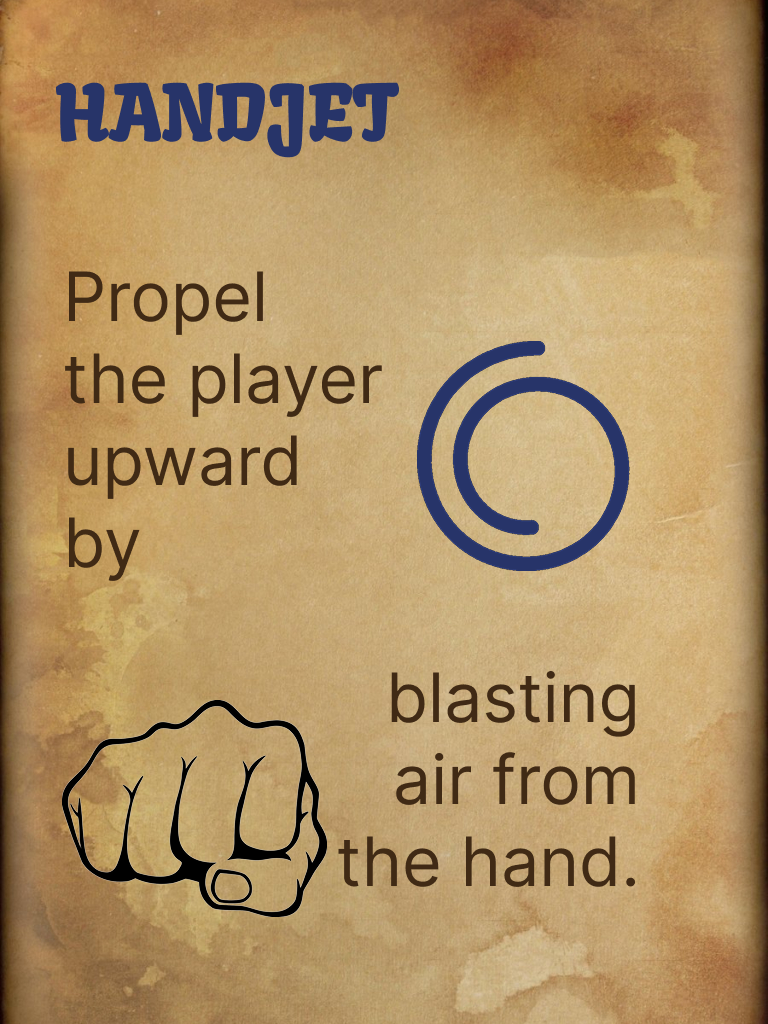 HANDJET
Propel
the player
upward
by
blasting
air from
the hand.